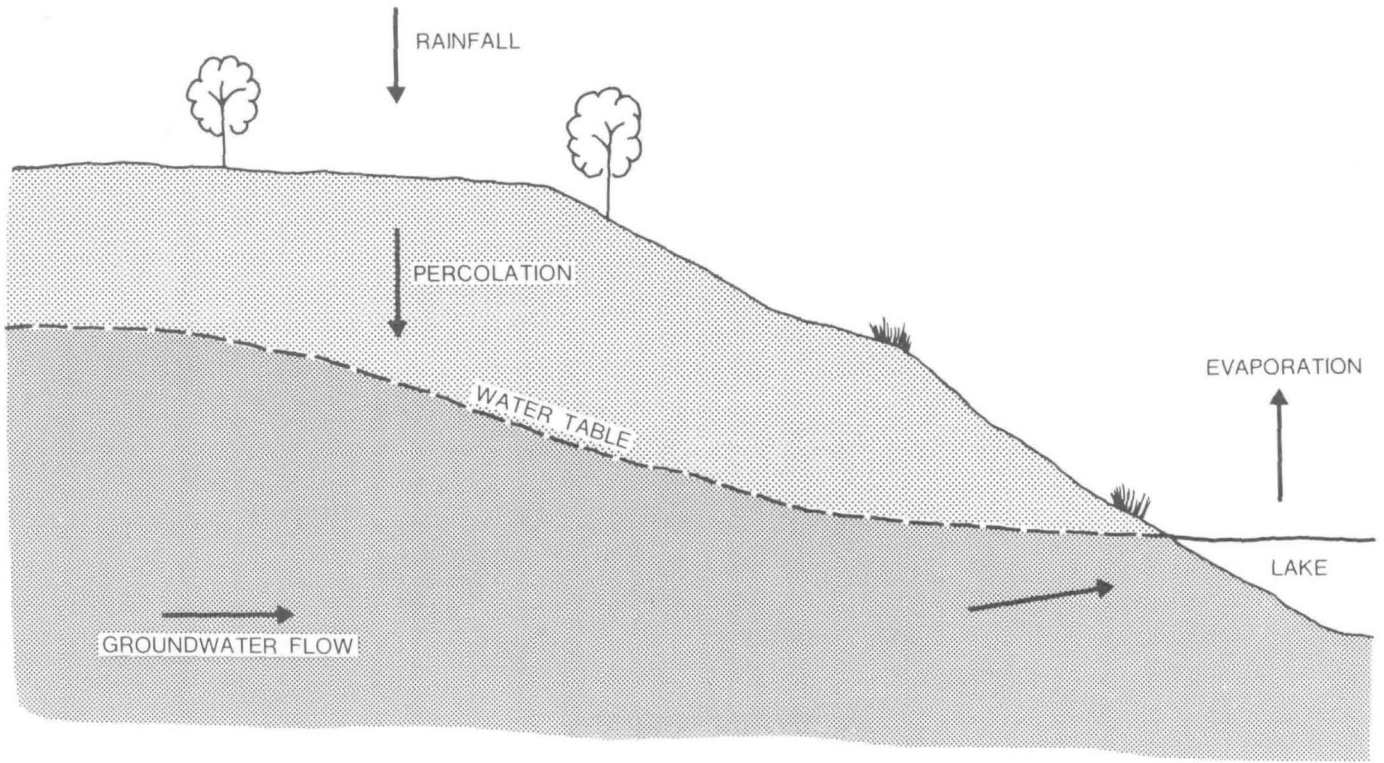 RAINFALL
PERCOLATION
WATER TABLE
EVAPORATION
LAKE
GROUNDWATER FLOW